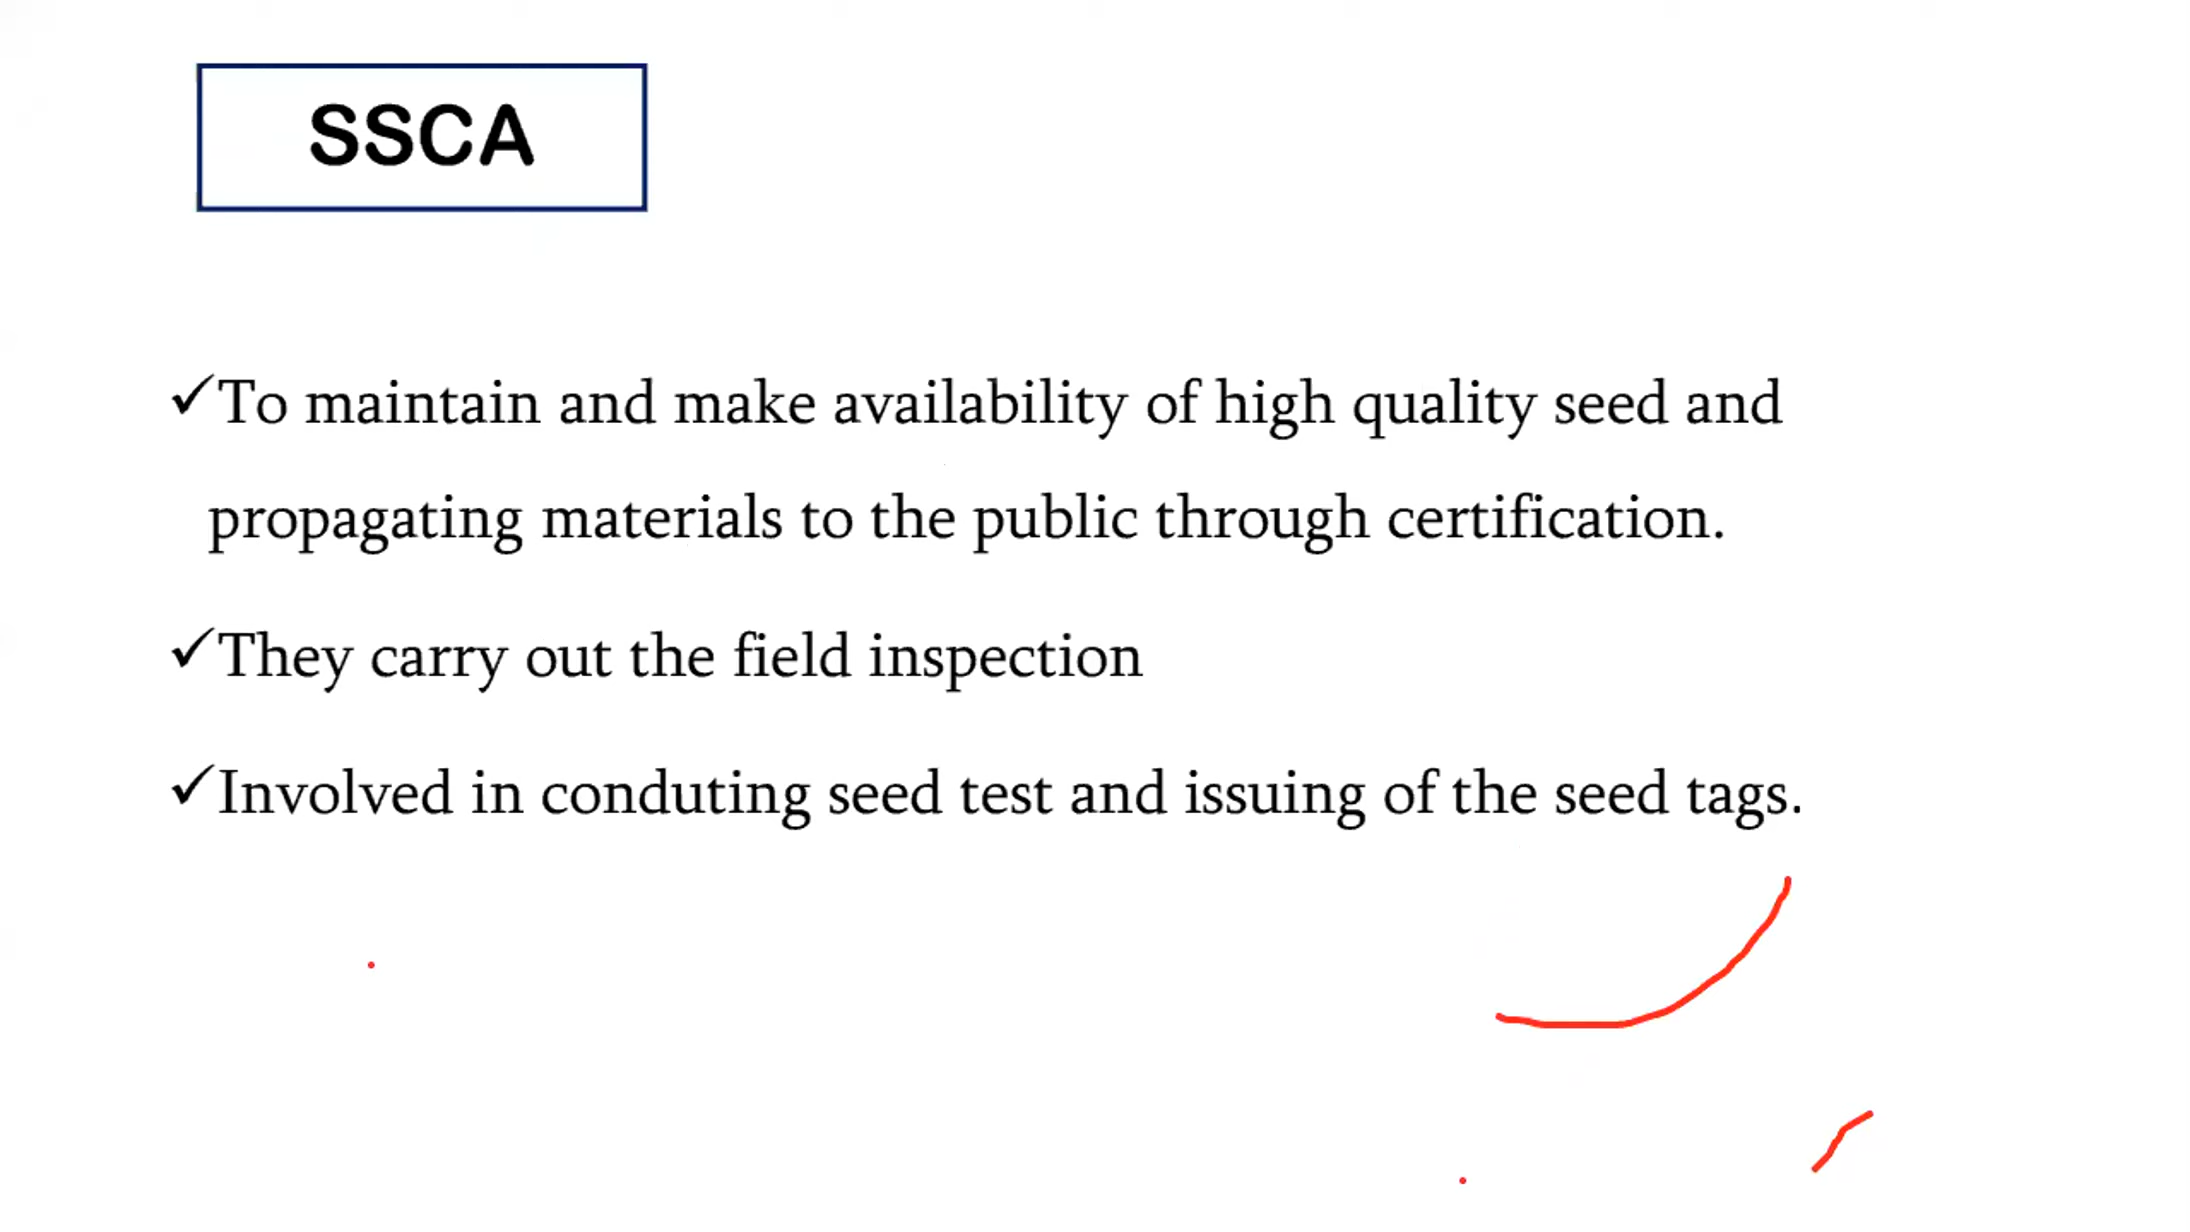 SSCA
✓To maintain and make availability of high quality seed and
propagating materials to the public through certification.
✓They carry out the field inspection
✓Involved in conduting seed test and issuing of the seed tags.